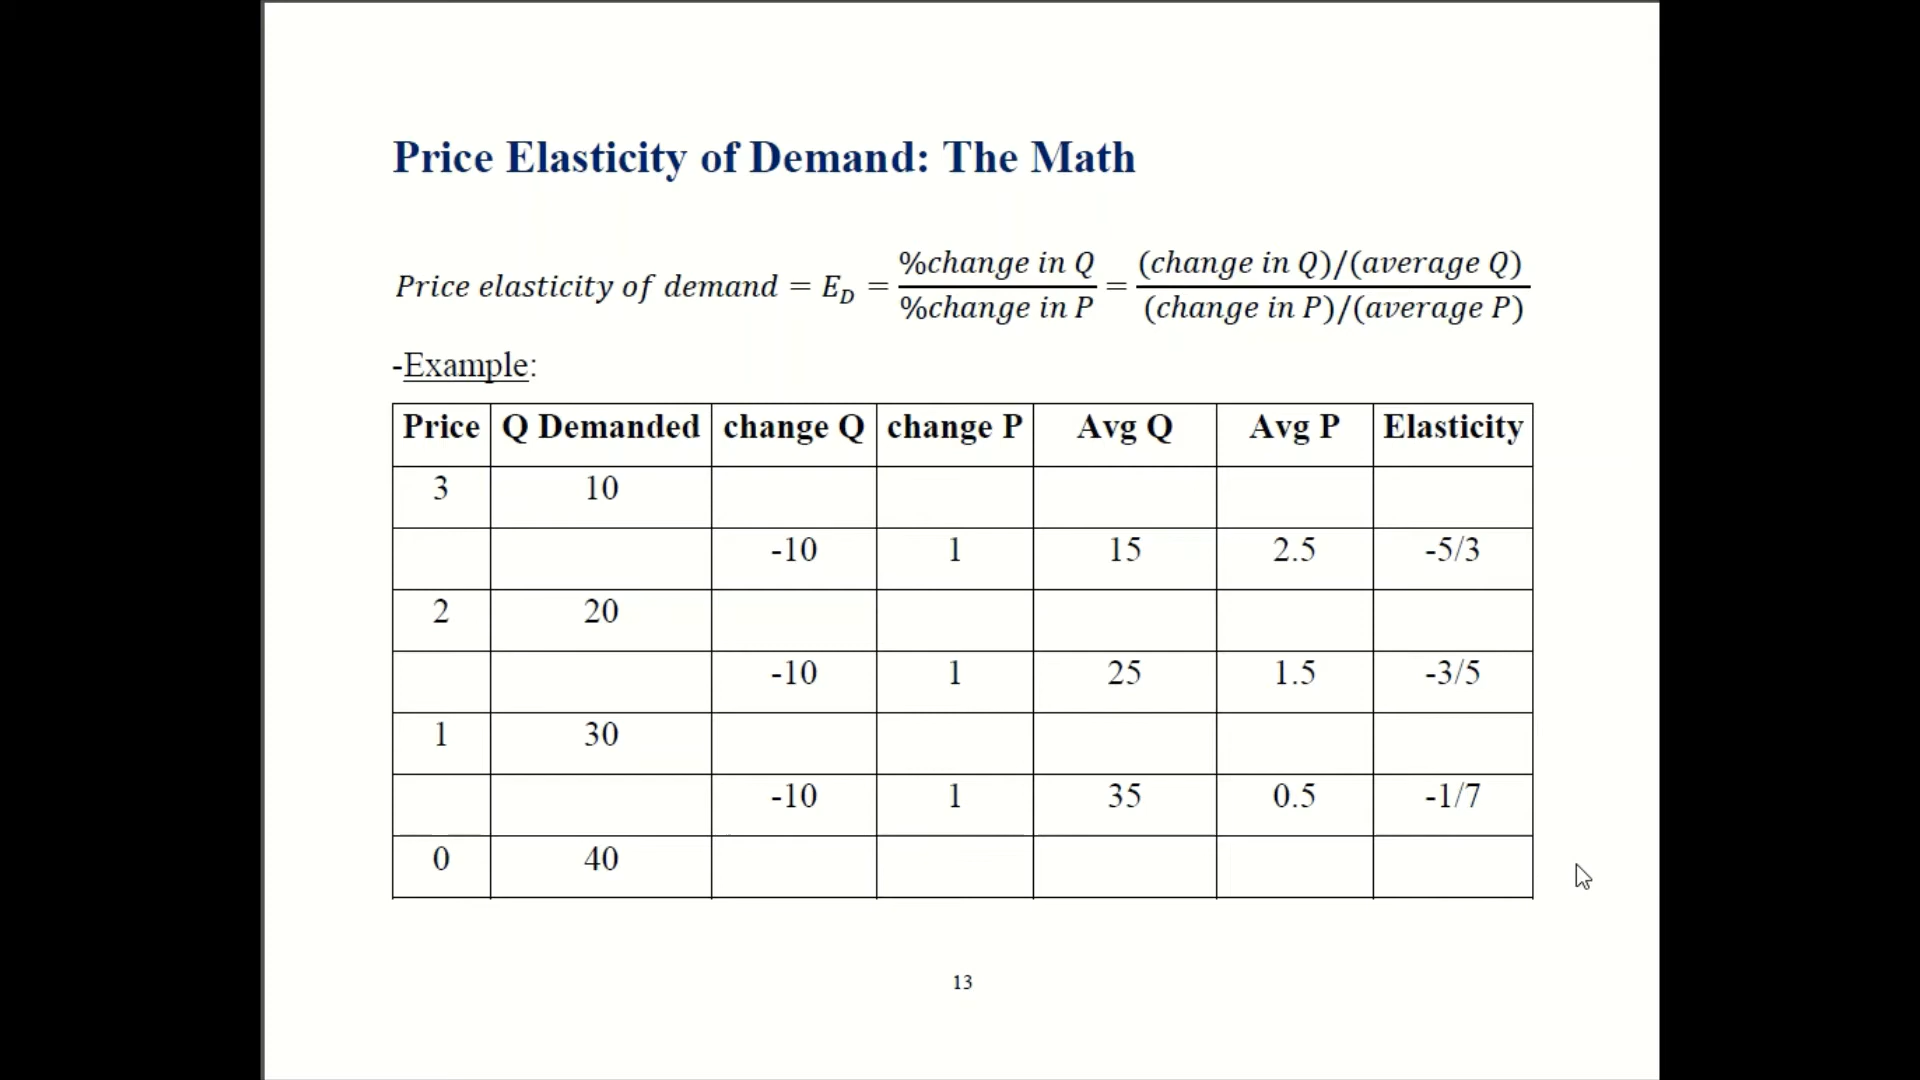 Price Elasticity of Demand: The Math
Price elasticity of demand = E_D = %change in Q / %change in P = (change in Q)/(average Q) / (change in P)/(average P)
-Example:
Price Q Demanded change Q change P Avg Q Avg P Elasticity
3 10
-10 1 15 2.5 -5/3
2 20
-10 1 25 1.5 -3/5
1 30
-10 1 35 0.5 -1/7
0 40
13